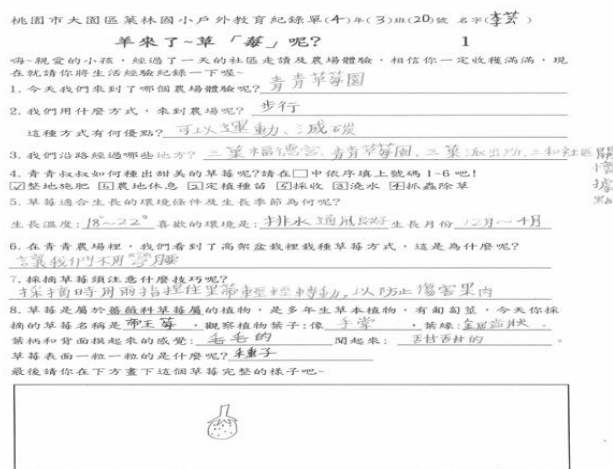 桃園市大園區菓林國小戶外教育紀錄單(4)年(3)班(20)號 名字(李芸)
羊來了~草「莓」呢? 1
嗨~親愛的小孩,經過了一天的社區走讀及農場體驗,相信你一定收穫滿滿,現
在就請你將生活經驗紀錄一下喔~
1.今天我們來到了哪個農場體驗呢?青青草莓園
2.我們用什麼方式,來到農場呢? 步行
這種方式有何優點? 可以運動、減碳
3.我們沿路經過哪些地方? 三菓福德宮、青青草莓園、三菓派出所、三和社區關懷據點
4.青青叔叔如何種出甜美的草莓呢?請在□中依序填上號碼1~6吧!
整地施肥 農地休息 定植種苗 採收 澆水 抓蟲除草
5.草莓適合生長的環境條件及生長季節為何呢?
生長溫度:18°~22° 喜歡的環境是:排水通風良好 生長月份 12月~4月
6.在青青農場裡,我們看到了高架盆栽裡栽種草莓方式,這是為什麼呢?
讓我們不用彎腰
7.採摘草莓須注意什麼技巧呢?
採摘時用兩指捏住果蒂輕輕轉動,以防止傷害果肉
8.草莓是屬於薔薇科草莓屬的植物,是多年生草本植物,有匍匐莖,今天你採
摘的草莓名稱是帝王莓,觀察植物葉子:像 手掌 ,葉緣:鋸齒狀。
葉柄和背面摸起來的感覺:毛毛的 聞起來:甜甜的。
草莓表面一粒一粒的是什麼呢?種子
最後請你在下方畫下這個草莓完整的樣子吧~